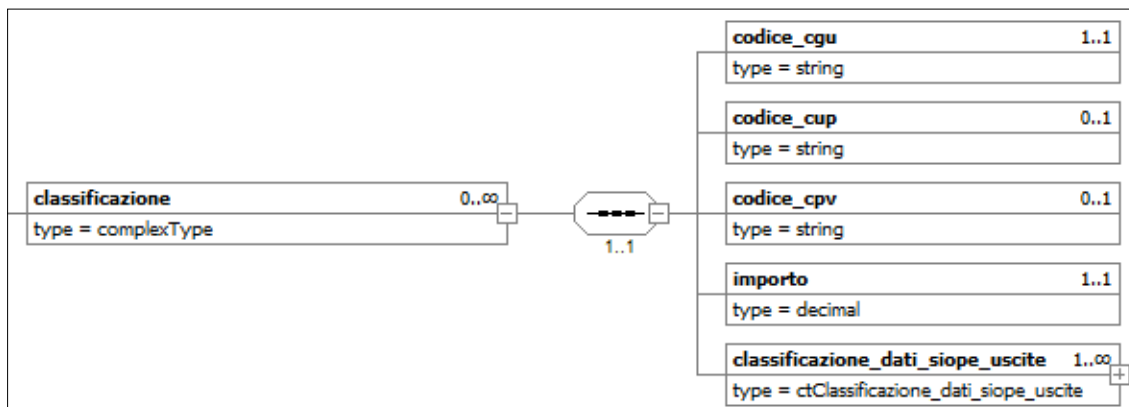 classificazione 0..∞
type = complexType
1..1
codice_cgu 1..1
type = string
codice_cup 0..1
type = string
codice_cpv 0..1
type = string
importo 1..1
type = decimal
classificazione_dati_siope_uscite 1..∞
type = ctClassificazione_dati_siope_uscite